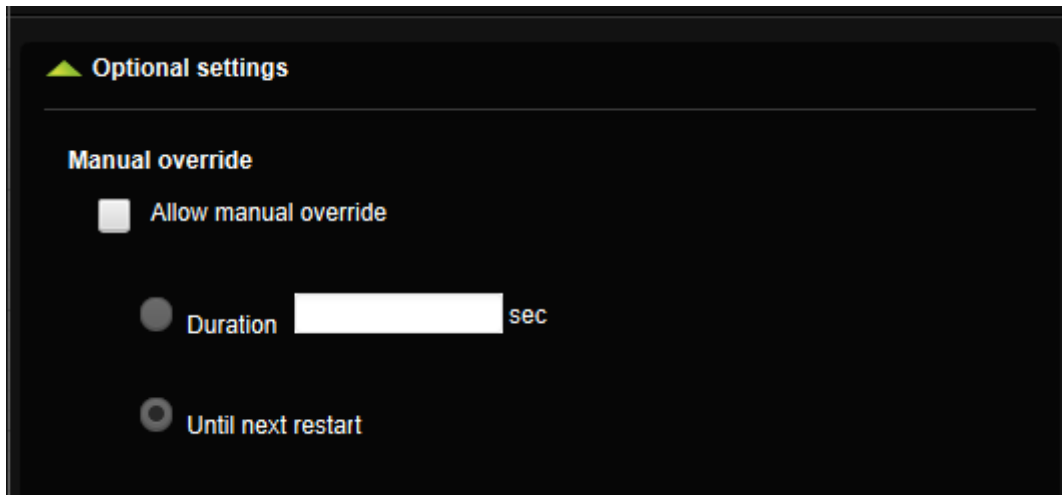 Optional settings
Manual override
Allow manual override
Duration sec
Until next restart